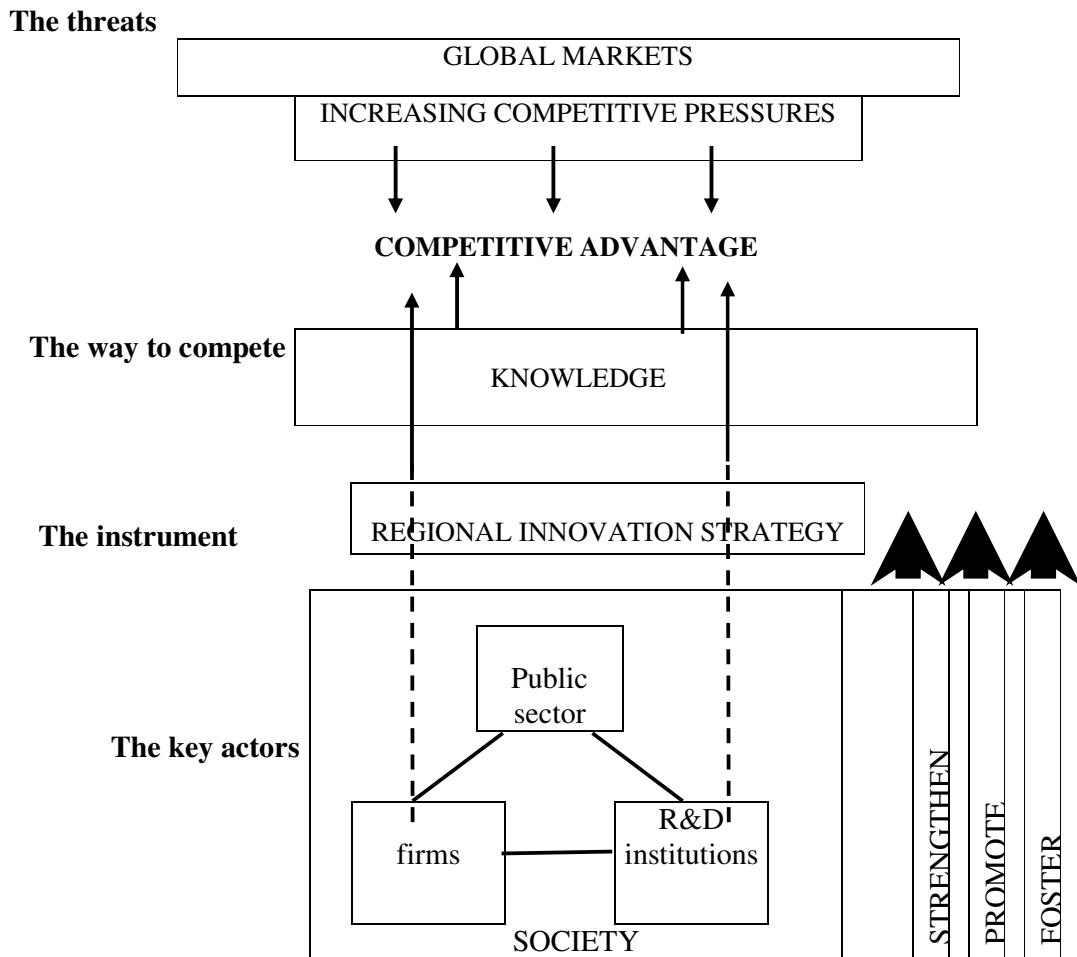 The threats
GLOBAL MARKETS
INCREASING COMPETITIVE PRESSURES
COMPETITIVE ADVANTAGE
The way to compete
KNOWLEDGE
The instrument
REGIONAL INNOVATION STRATEGY
Public
sector
The key actors
firms
R&D
institutions
SOCIETY
STRENGTHEN
PROMOTE
FOSTER